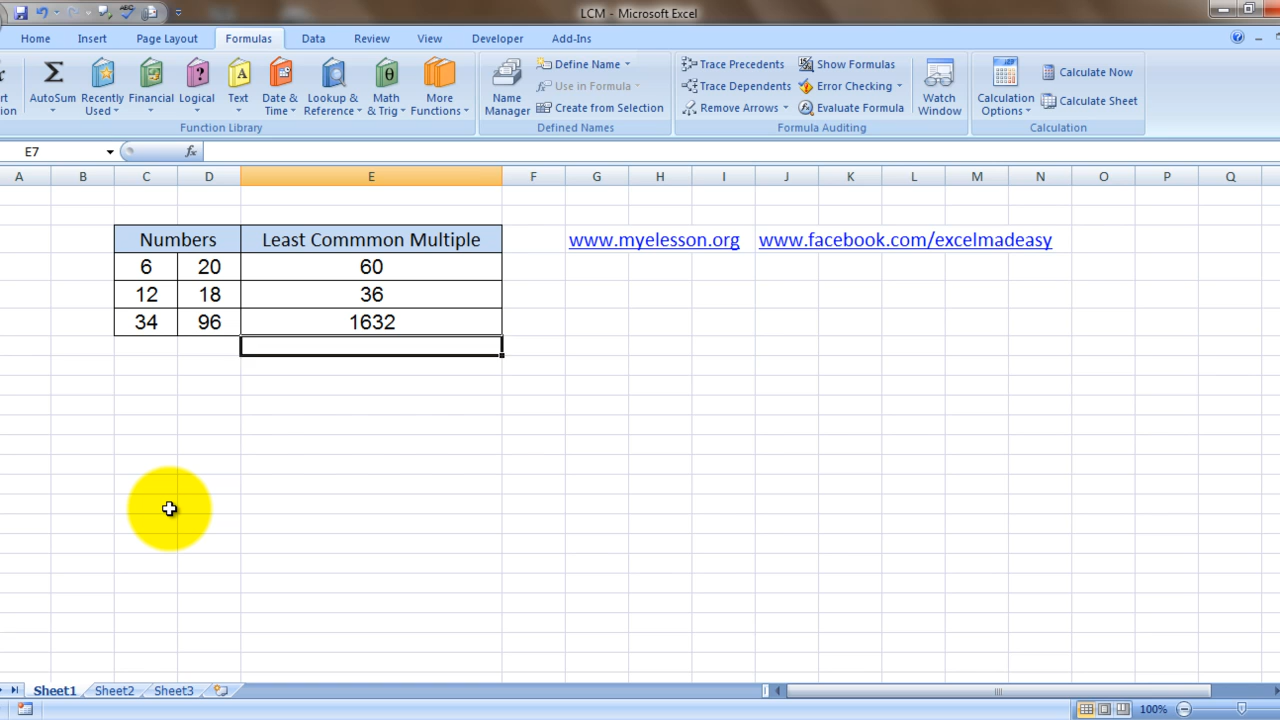 LCM - Microsoft Excel
Home Insert Page Layout Formulas Data Review View Developer Add-Ins
AutoSum
Recently Used
Financial
Logical
Text
Date & Time
Lookup & Reference
Math & Trig
More Functions
Function Library
Name Manager
Define Name
Use in Formula
Create from Selection
Defined Names
Trace Precedents
Trace Dependents
Remove Arrows
Show Formulas
Error Checking
Evaluate Formula
Formula Auditing
Watch Window
Calculation Options
Calculate Now
Calculate Sheet
Calculation
E7 fx
A B C D E F G H I J K L M N O P Q
Numbers Least Commmon Multiple www.myelesson.org www.facebook.com/excelmadeasy
6 20 60
12 18 36
34 96 1632
Sheet1 Sheet2 Sheet3
100%